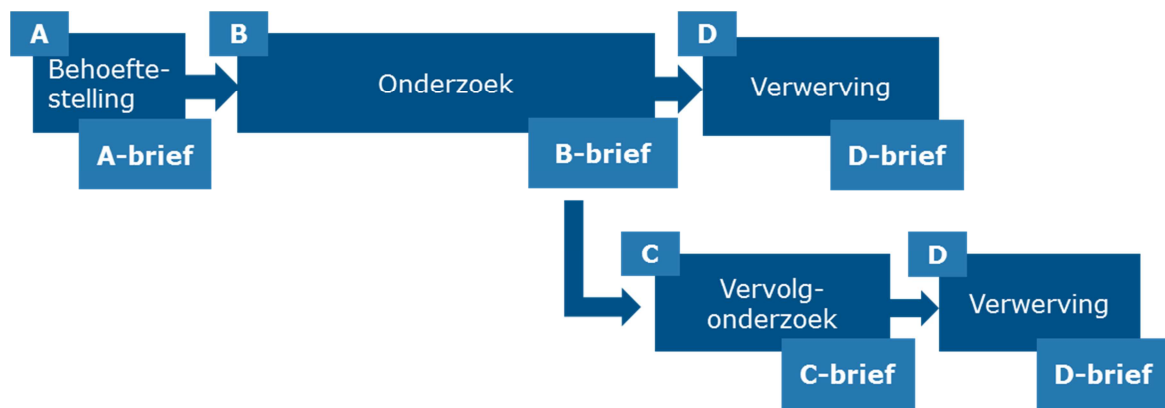 A
Behoefte-
stelling
A-brief
B
Onderzoek
B-brief
D
Verwerving
D-brief
C
Vervolg-
onderzoek
C-brief
D
Verwerving
D-brief